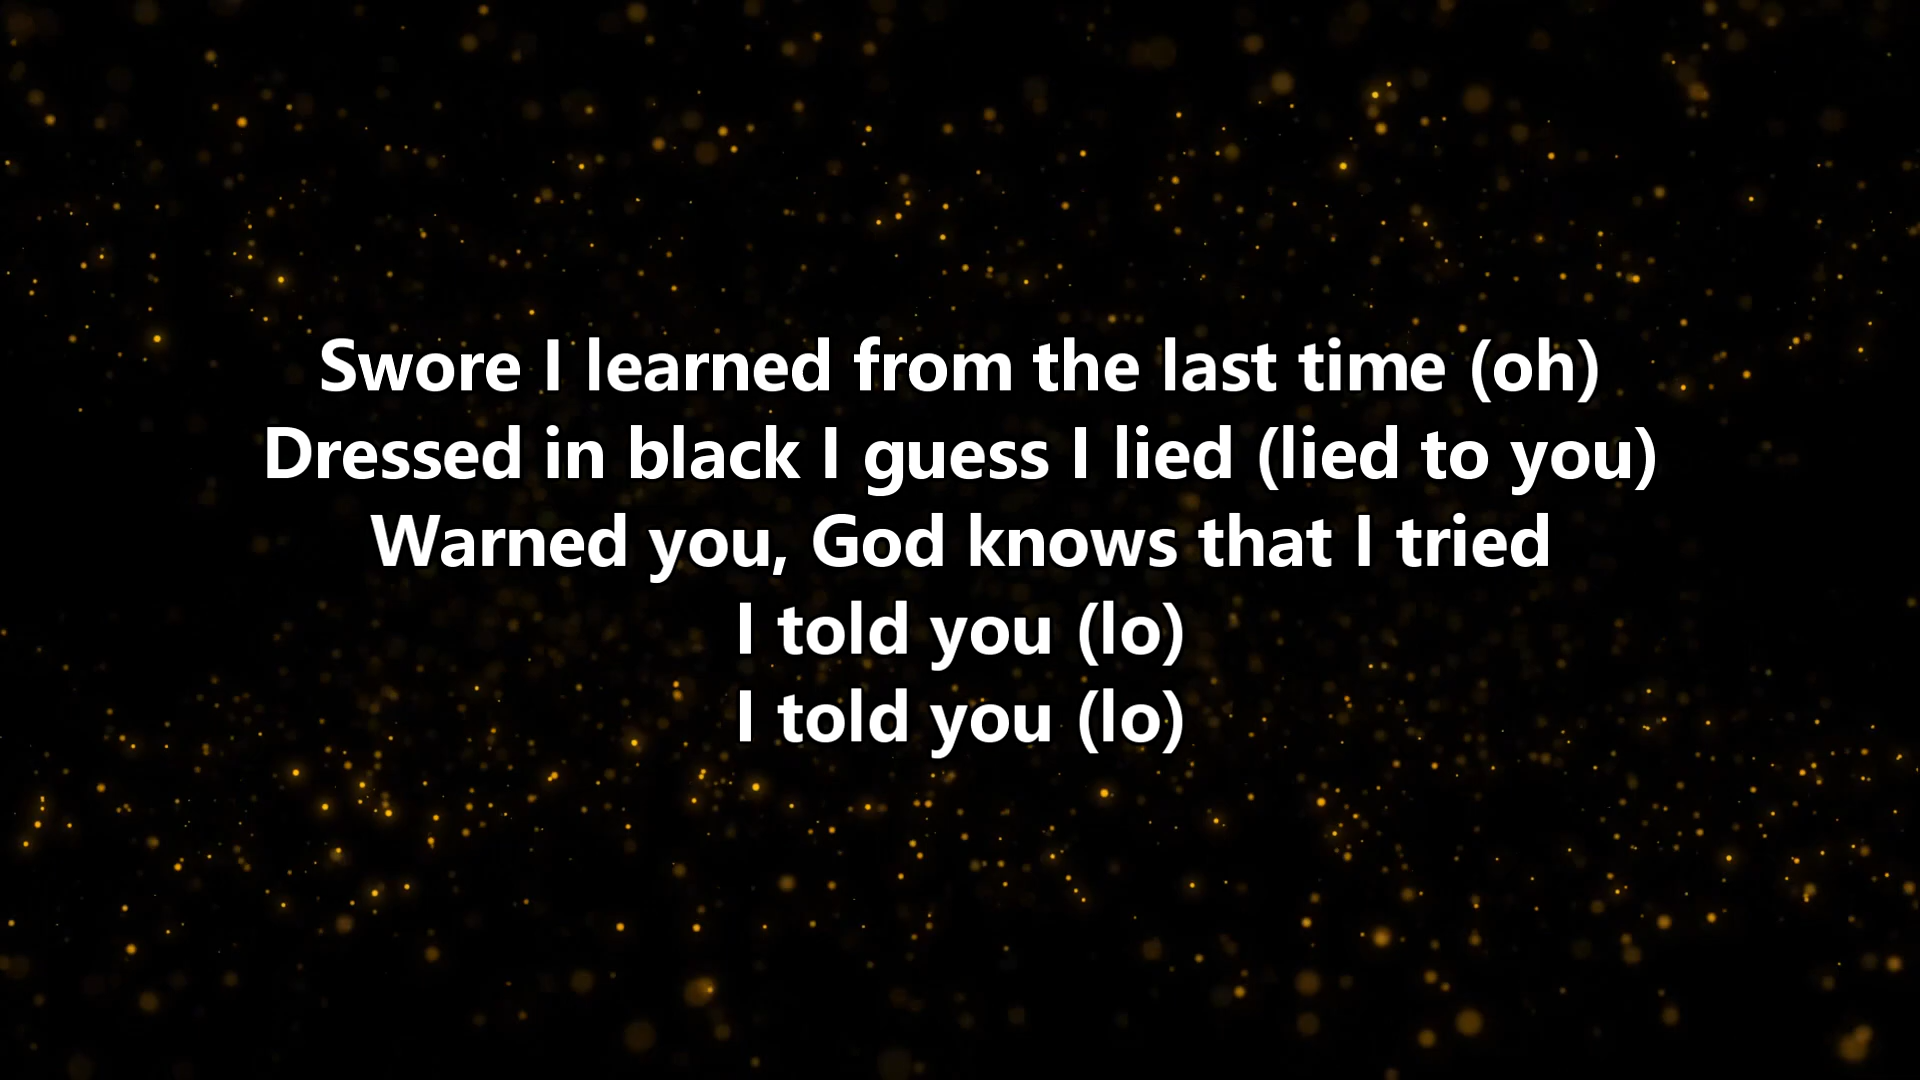 Swore I learned from the last time (oh)
Dressed in black I guess I lied (lied to you)
Warned you, God knows that I tried
I told you (lo)
I told you (lo)